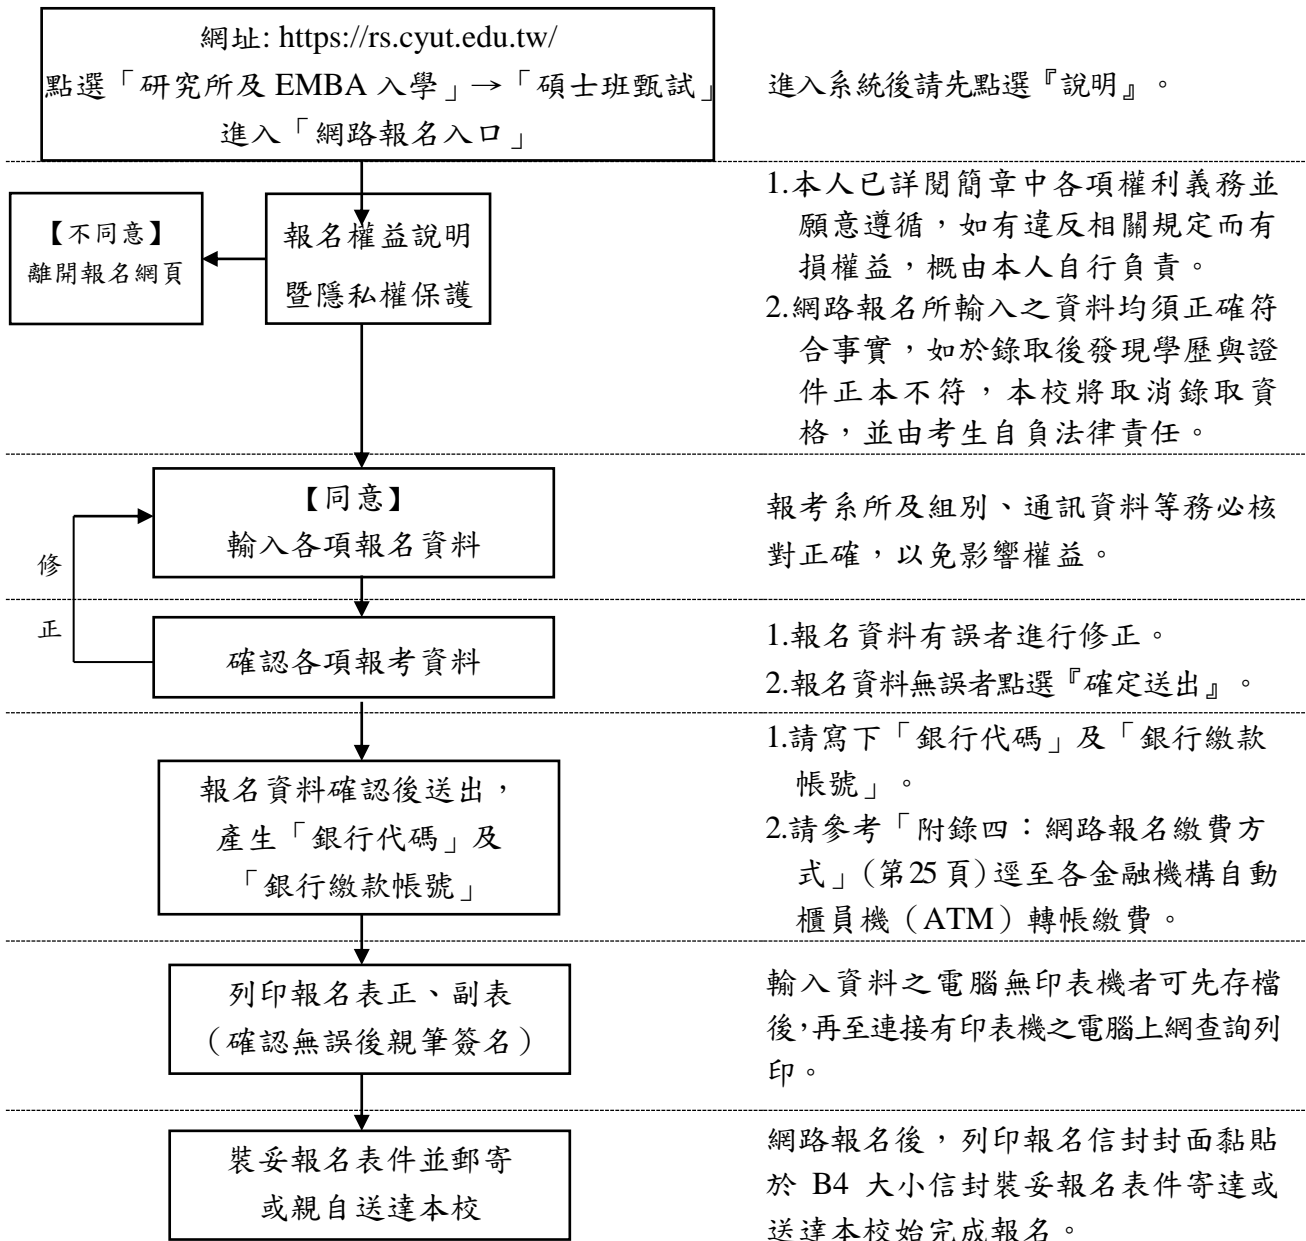 網址: https://rs.cyut.edu.tw/
點選「研究所及 EMBA 入學」→「碩士班甄試」
進入「網路報名入口」
進入系統後請先點選『說明』。
【不同意】
離開報名網頁
報名權益說明
暨隱私權保護
1.本人已詳閱簡章中各項權利義務並
願意遵循，如有違反相關規定而有
損權益，概由本人自行負責。
2.網路報名所輸入之資料均須正確符
合事實，如於錄取後發現學歷與證
件正本不符，本校將取消錄取資
格，並由考生自負法律責任。
【同意】
輸入各項報名資料
報考系所及組別、通訊資料等務必核
對正確，以免影響權益。
修
正
確認各項報考資料
1.報名資料有誤者進行修正。
2.報名資料無誤者點選『確定送出』。
報名資料確認後送出，
產生「銀行代碼」及
「銀行繳款帳號」
1.請寫下「銀行代碼」及「銀行繳款
帳號」。
2.請參考「附錄四：網路報名繳費方
式」(第25頁)逕至各金融機構自動
櫃員機（ATM）轉帳繳費。
列印報名表正、副表
（確認無誤後親筆簽名）
輸入資料之電腦無印表機者可先存檔
後，再至連接有印表機之電腦上網查詢列
印。
裝妥報名表件並郵寄
或親自送達本校
網路報名後，列印報名信封封面黏貼
於 B4 大小信封裝妥報名表件寄達或
送達本校始完成報名。